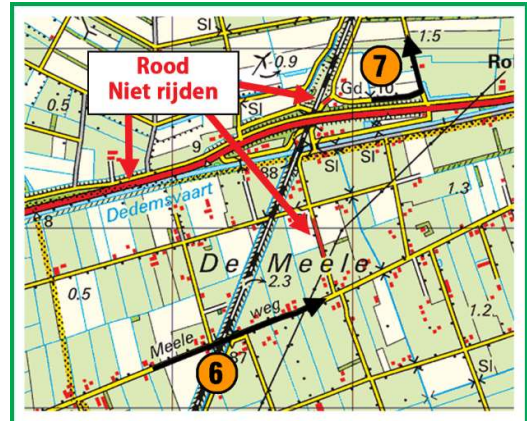 Sl
1.5
-0.9
7
Rood
Niet rijden
Ro
0.5
Gd
10
Sl
9
Sl
Sl
88
Dedemsvaart
8
1.3
De Meele
2.3
0.5
weg
Meele
1.2
87
6
Sl